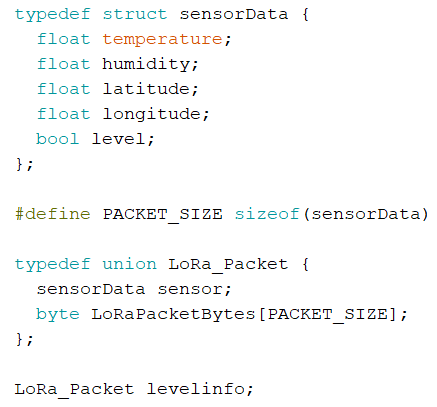 typedef struct sensorData {
  float temperature;
  float humidity;
  float latitude;
  float longitude;
  bool level;
};

#define PACKET_SIZE sizeof(sensorData)

typedef union LoRa_Packet {
  sensorData sensor;
  byte LoRaPacketBytes[PACKET_SIZE];
};

LoRa_Packet levelinfo;